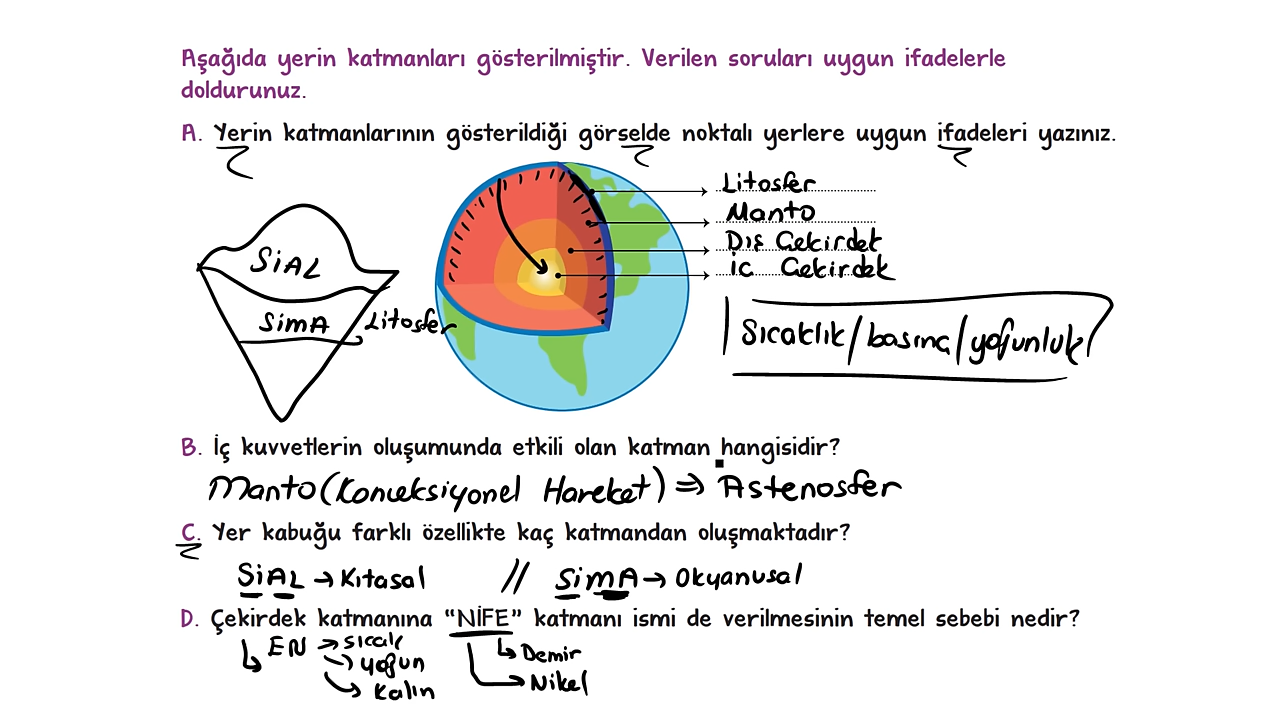 Aşağıda yerin katmanları gösterilmiştir. Verilen soruları uygun ifadelerle
doldurunuz.
A. Yerin katmanlarının gösterildiği görselde noktalı yerlere uygun ifadeleri yazınız.
Litosfer
Manto
Dış Çekirdek
İç Çekirdek
SiAL
SimA
Litosfer
Sıcaklık/basınç/yoğunluk
B. İç kuvvetlerin oluşumunda etkili olan katman hangisidir?
Manto (Konveksiyonel Hareket) ⇒ Astenosfer
C. Yer kabuğu farklı özellikte kaç katmandan oluşmaktadır?
SiAL → Kıtasal // SimA → Okyanusal
D. Çekirdek katmanına “NİFE” katmanı ismi de verilmesinin temel sebebi nedir?
EN → sıcak
→ yoğun
→ Kalın
→ Demir
→ Nikel